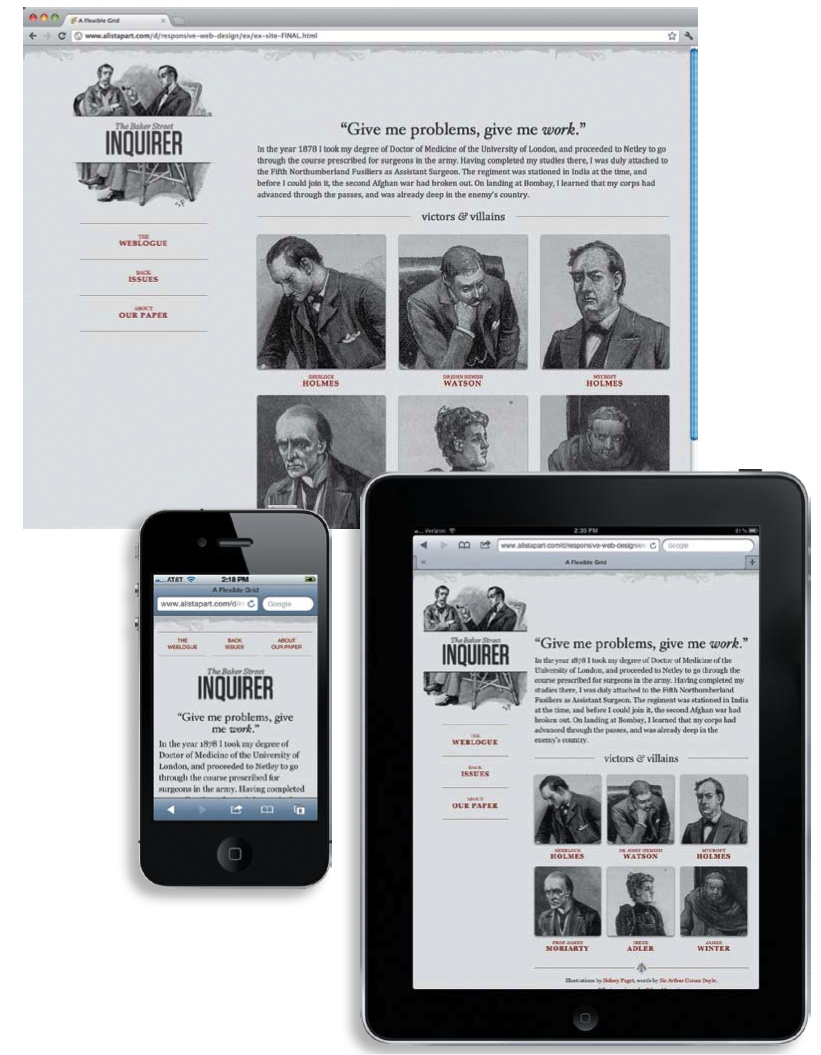 A Flexible Grid
www.alistapart.com/d/responsive-web-design/ex/ex-site-FINAL.html
The Baker Street
INQUIRER
THE
WEBLOGUE
BACK
ISSUES
ABOUT
OUR PAPER
“Give me problems, give me work.”
In the year 1878 I took my degree of Doctor of Medicine of the University of London, and proceeded to Netley to go
through the course prescribed for surgeons in the army. Having completed my studies there, I was duly attached to
the Fifth Northumberland Fusiliers as Assistant Surgeon. The regiment was stationed in India at the time, and
before I could join it, the second Afghan war had broken out. On landing at Bombay, I learned that my corps had
advanced through the passes, and was already deep in the enemy’s country.
victors & villains
SHERLOCK
HOLMES
DR JOHN HEMISH
WATSON
MYCROFT
HOLMES
AT&T 2:18 PM
A Flexible Grid
www.alistapart.com/d/r
Google
THE
WEBLOGUE
BACK
ISSUES
ABOUT
OUR PAPER
The Baker Street
INQUIRER
“Give me problems, give
me work.”
In the year 1878 I took my degree of
Doctor of Medicine of the University of
London, and proceeded to Netley to go
through the course prescribed for
surgeons in the army. Having completed
Verizon 2:35 PM 91%
www.alistapart.com/d/responsive-web-design/ex
Google
A Flexible Grid
The Baker Street
INQUIRER
THE
WEBLOGUE
BACK
ISSUES
ABOUT
OUR PAPER
“Give me problems, give me work.”
In the year 1878 I took my degree of Doctor of Medicine of the
University of London, and proceeded to Netley to go through the
course prescribed for surgeons in the army. Having completed my
studies there, I was duly attached to the Fifth Northumberland
Fusiliers as Assistant Surgeon. The regiment was stationed in India
at the time, and before I could join it, the second Afghan war had
broken out. On landing at Bombay, I learned that my corps had
advanced through the passes, and was already deep in the
enemy’s country.
victors & villains
SHERLOCK
HOLMES
DR JOHN HEMISH
WATSON
MYCROFT
HOLMES
PROF. JAMES
MORIARTY
IRENE
ADLER
JAMES
WINTER
Illustrations by Sidney Paget, words by Sir Arthur Conan Doyle.